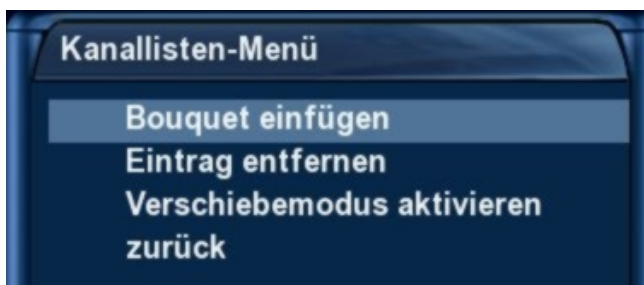 Kanallisten-Menü
Bouquet einfügen
Eintrag entfernen
Verschiebemodus aktivieren
zurück